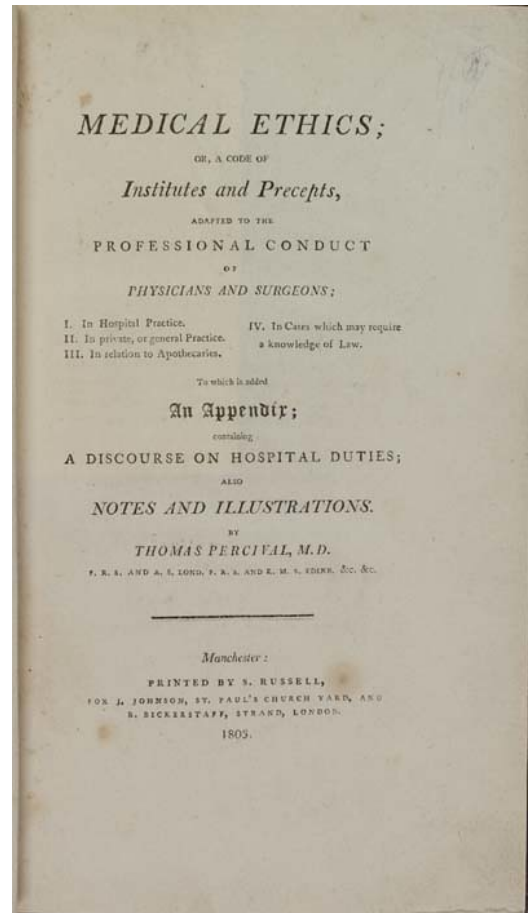 MEDICAL ETHICS;
OR, A CODE OF
Institutes and Precepts,
ADAPTED TO THE
PROFESSIONAL CONDUCT
OF
PHYSICIANS AND SURGEONS;
I. In Hospital Practice.
II. In private, or general Practice.
III. In relation to Apothecaries.
IV. In Cases which may require
a knowledge of Law.
To which is added
An Appendix;
containing
A DISCOURSE ON HOSPITAL DUTIES;
ALSO
NOTES AND ILLUSTRATIONS.
BY
THOMAS PERCIVAL, M.D.
F. R. S. AND A. S. LOND. F. R. S. AND R. M. S. EDINB. &c. &c.
Manchester:
PRINTED BY S. RUSSELL,
FOR J. JOHNSON, ST. PAUL'S CHURCH YARD, AND
R. BICKERSTAFF, STRAND, LONDON.
1803.